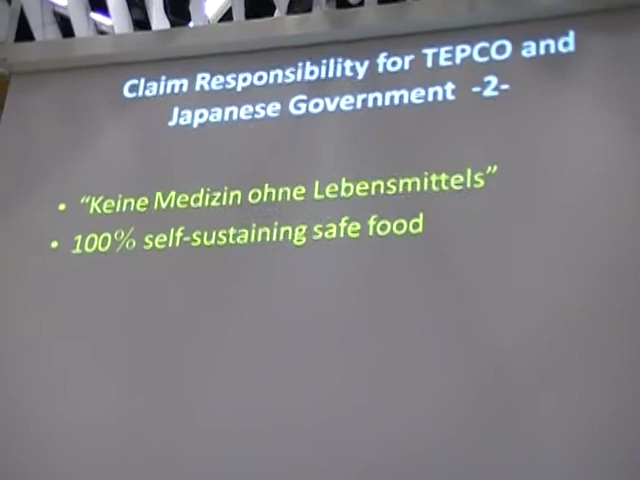 Claim Responsibility for TEPCO and
Japanese Government -2-
• “Keine Medizin ohne Lebensmittels”
• 100% self-sustaining safe food